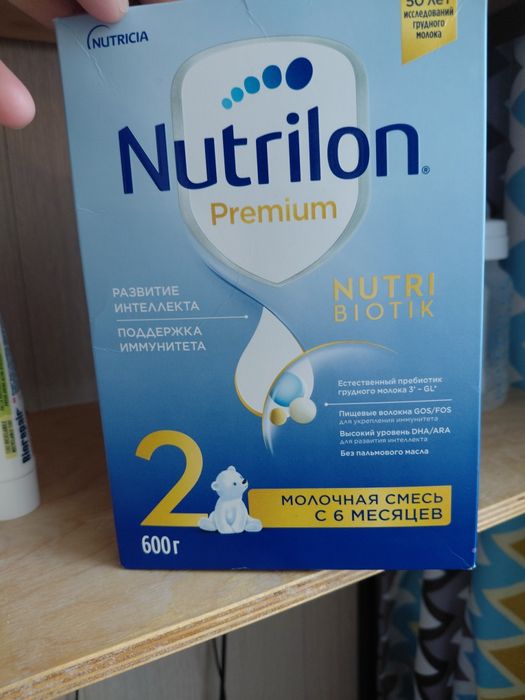 NUTRICIA
50 ЛЕТ
ИССЛЕДОВАНИЙ
ГРУДНОГО
МОЛОКА
Nutrilon®
Premium
РАЗВИТИЕ
ИНТЕЛЛЕКТА
ПОДДЕРЖКА
ИММУНИТЕТА
NUTRI
BIOTIK
Естественный пребиотик
грудного молока 3' – GL*
Пищевые волокна GOS/FOS
для укрепления иммунитета
Высокий уровень DHA/ARA
для развития интеллекта
Без пальмового масла
2
МОЛОЧНАЯ СМЕСЬ
С 6 МЕСЯЦЕВ
600 г
Biorepair